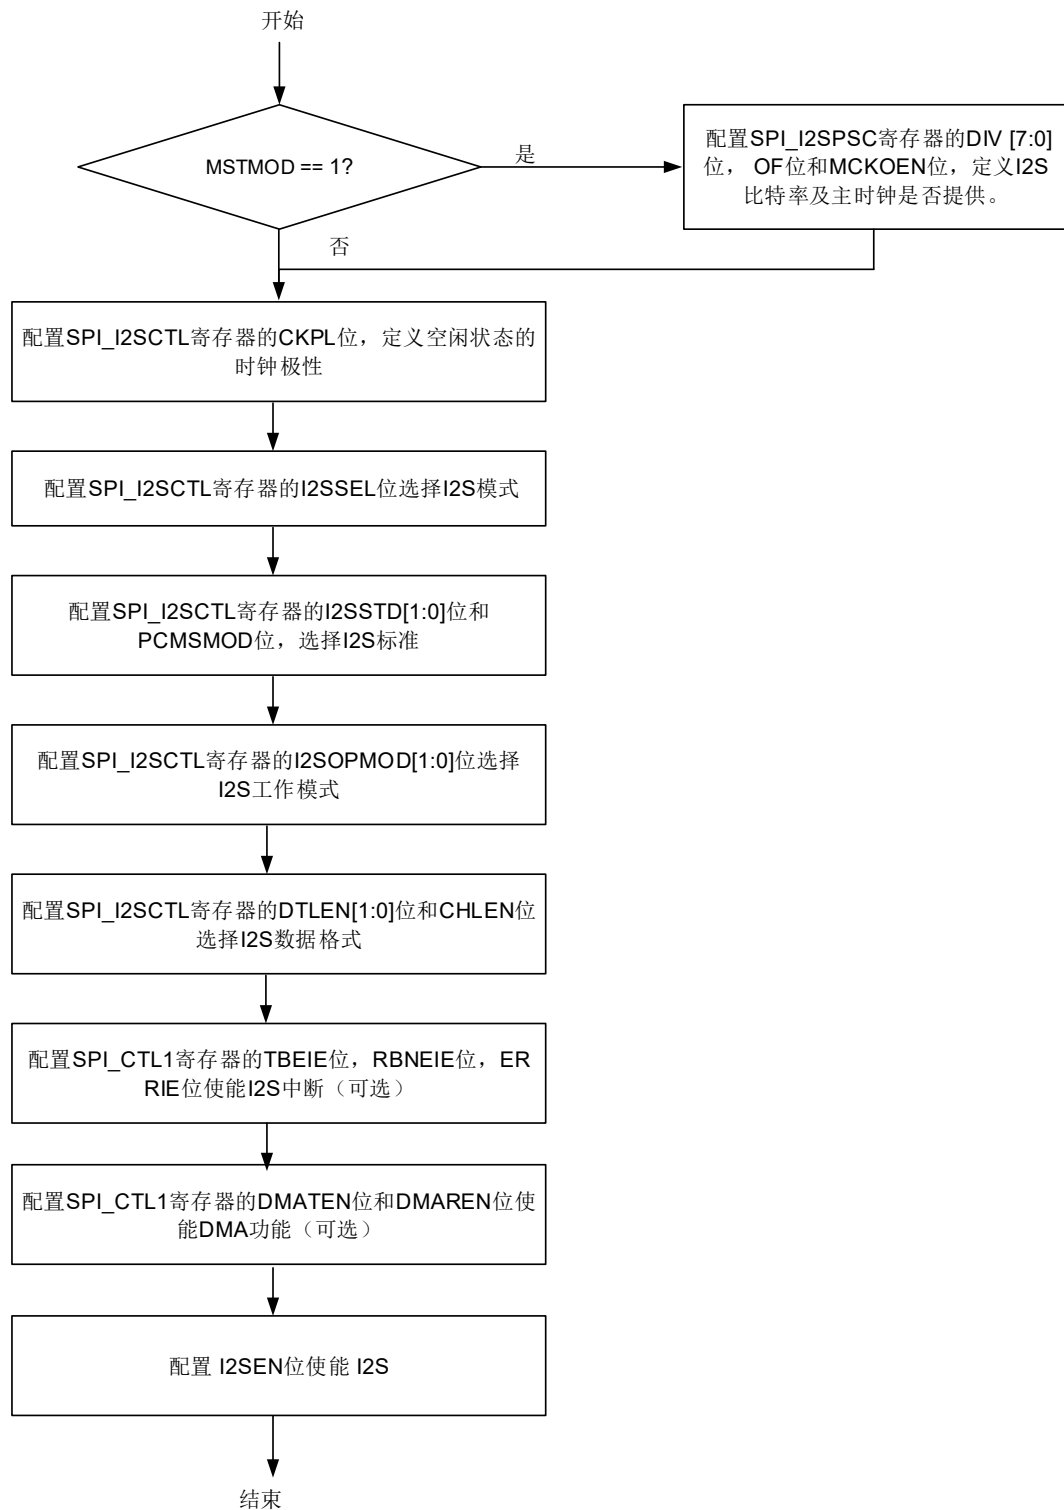 开始
MSTMOD == 1?
是
配置SPI_I2SPSC寄存器的DIV [7:0]
位， OF位和MCKOEN位，定义I2S
比特率及主时钟是否提供。
否
配置SPI_I2SCTL寄存器的CKPL位，定义空闲状态的
时钟极性
配置SPI_I2SCTL寄存器的I2SSEL位选择I2S模式
配置SPI_I2SCTL寄存器的I2SSTD[1:0]位和
PCMSMOD位，选择I2S标准
配置SPI_I2SCTL寄存器的I2SOPMOD[1:0]位选择
I2S工作模式
配置SPI_I2SCTL寄存器的DTLEN[1:0]位和CHLEN位
选择I2S数据格式
配置SPI_CTL1寄存器的TBEIE位，RBNEIE位，ER
RIE位使能I2S中断（可选）
配置SPI_CTL1寄存器的DMATEN位和DMAREN位使
能DMA功能（可选）
配置 I2SEN位使能 I2S
结束